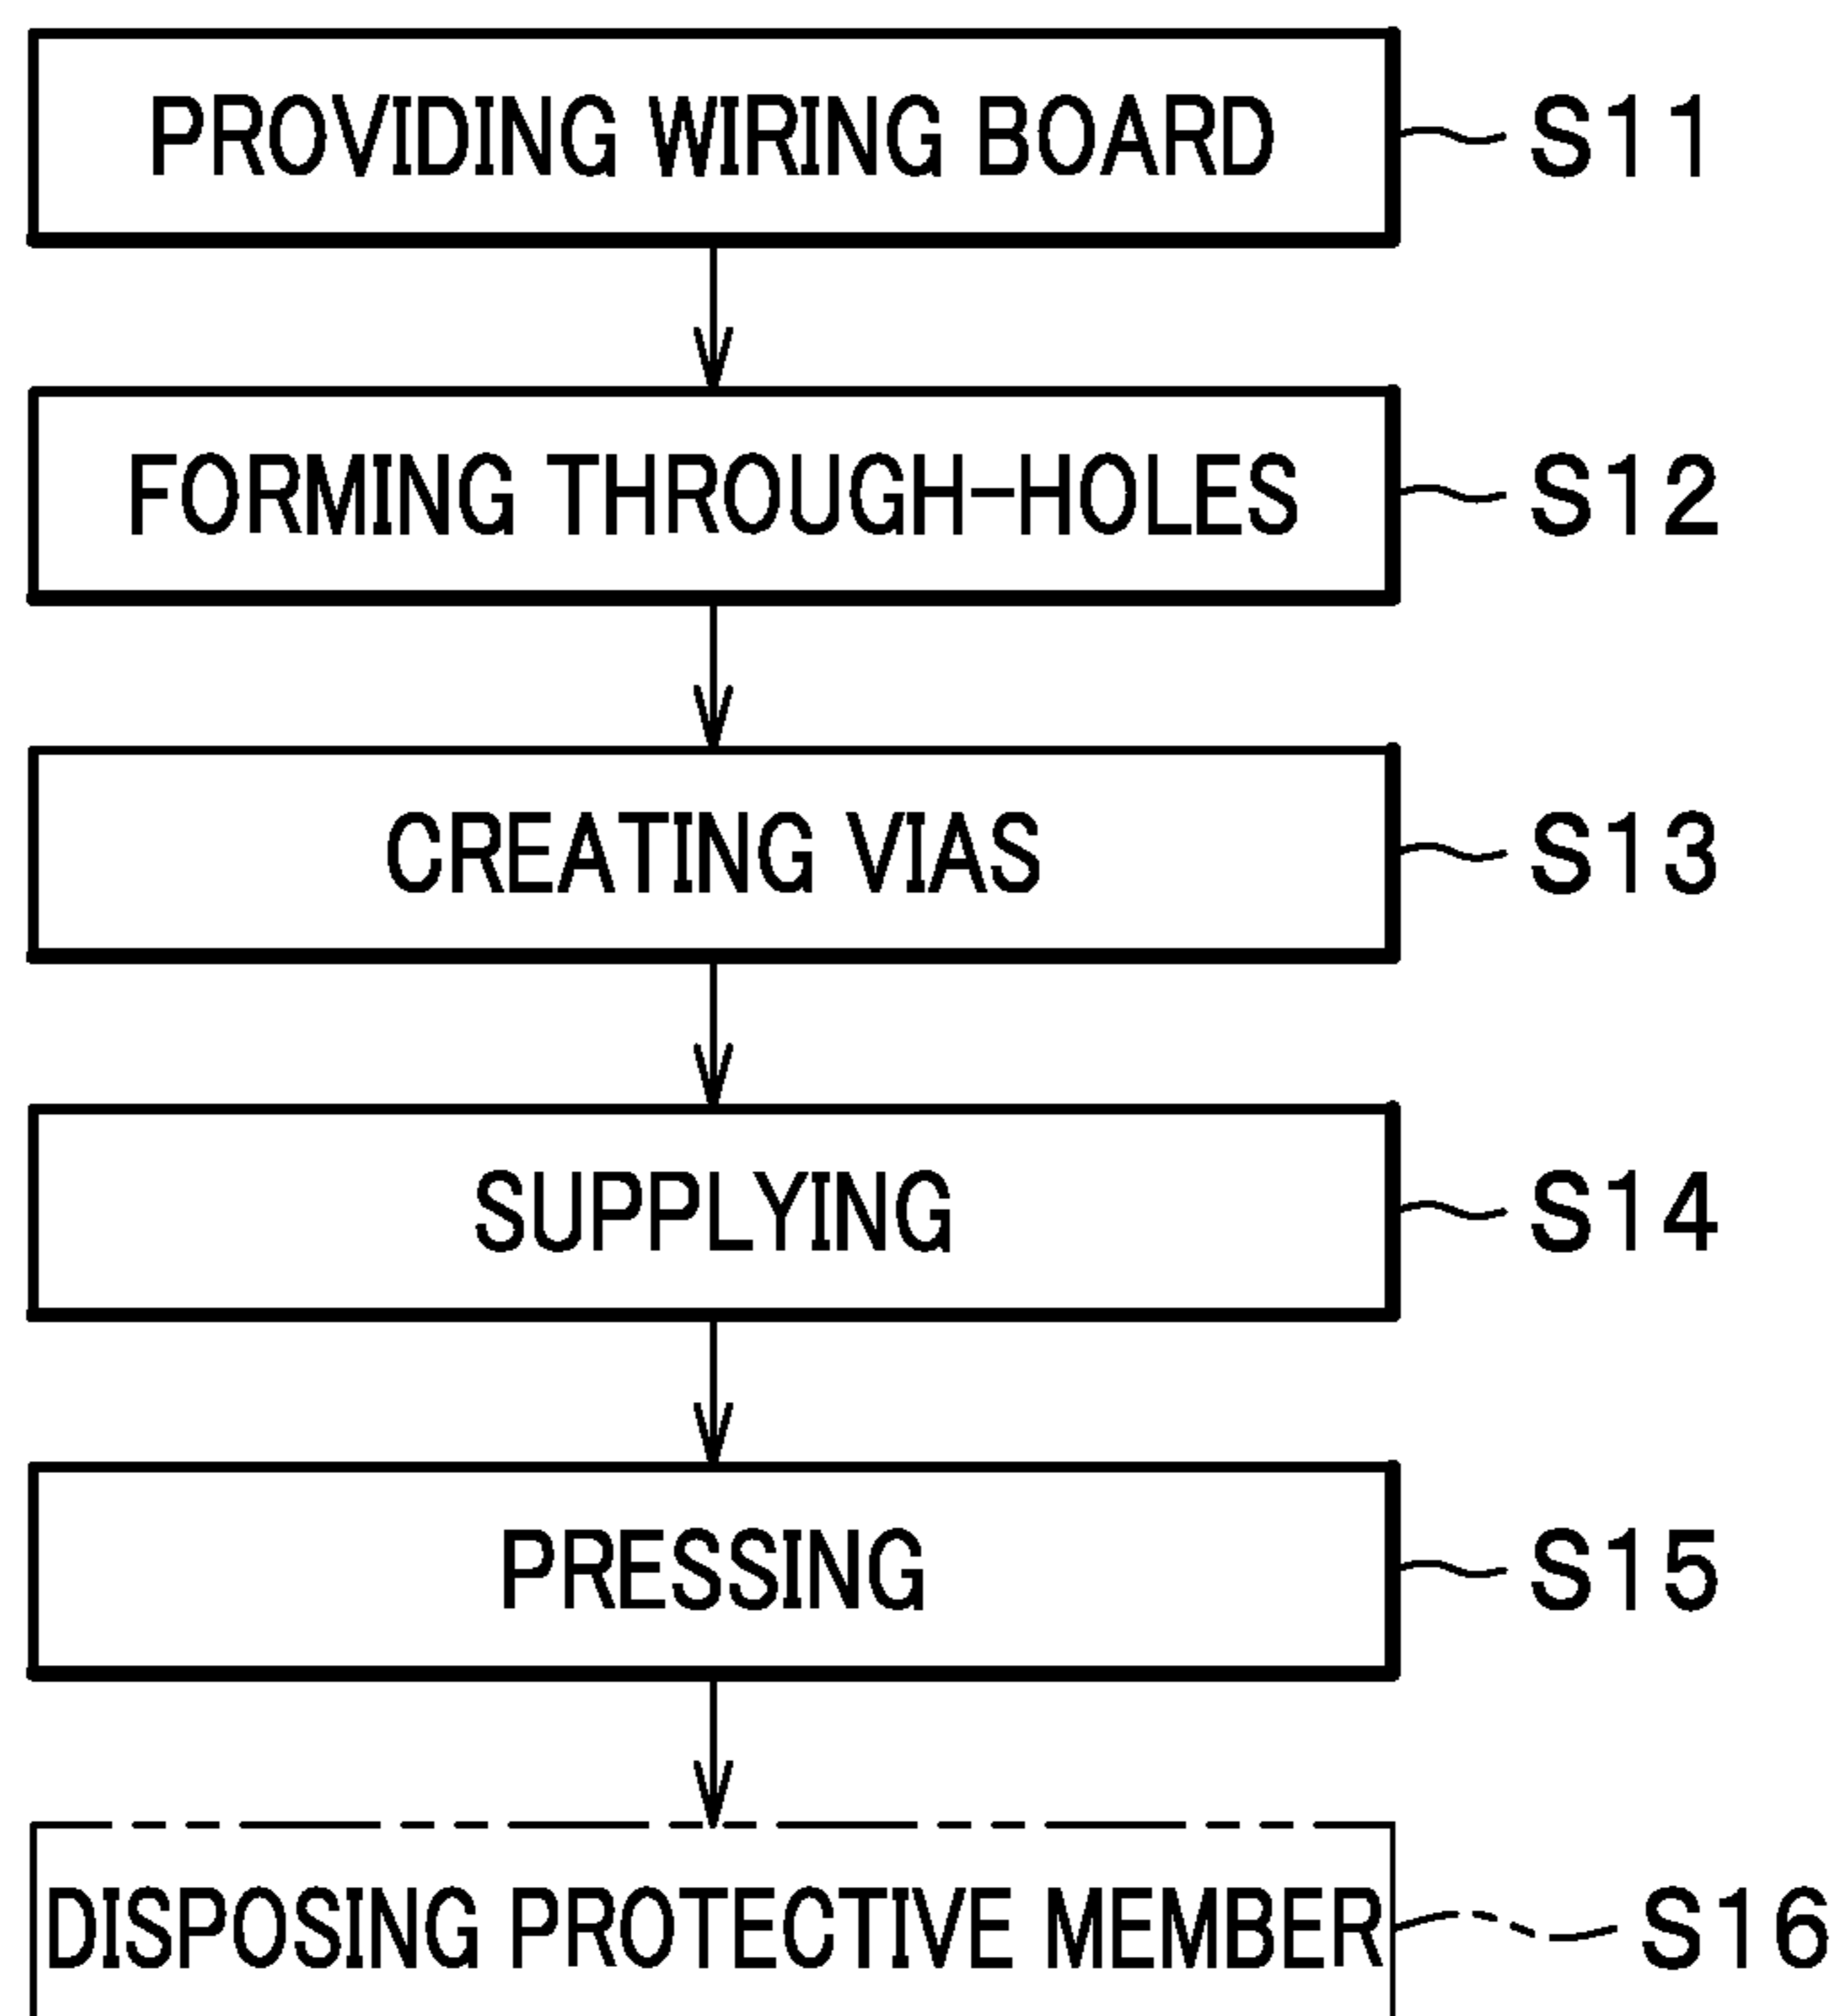 PROVIDING WIRING BOARD S11
FORMING THROUGH-HOLES S12
CREATING VIAS S13
SUPPLYING S14
PRESSING S15
DISPOSING PROTECTIVE MEMBER S16